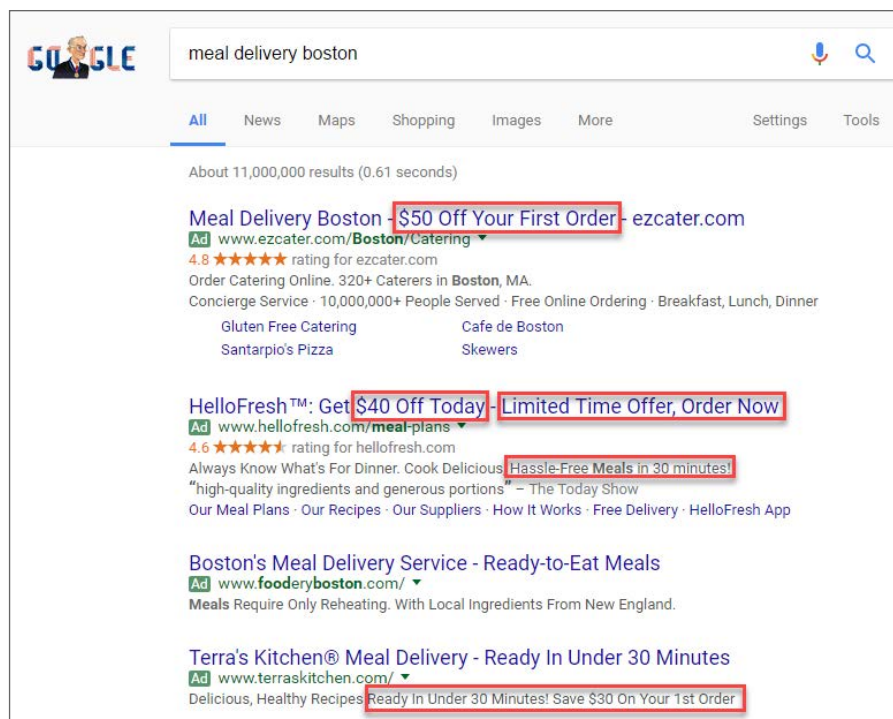 GOOGLE
meal delivery boston
All News Maps Shopping Images More Settings Tools
About 11,000,000 results (0.61 seconds)
Meal Delivery Boston - $50 Off Your First Order - ezcater.com
Ad www.ezcater.com/Boston/Catering
4.8 ★★★★★ rating for ezcater.com
Order Catering Online. 320+ Caterers in Boston, MA.
Concierge Service · 10,000,000+ People Served · Free Online Ordering · Breakfast, Lunch, Dinner
Gluten Free Catering Cafe de Boston
Santarpio's Pizza Skewers
HelloFresh™: Get $40 Off Today - Limited Time Offer, Order Now
Ad www.hellofresh.com/meal-plans
4.6 ★★★★★ rating for hellofresh.com
Always Know What's For Dinner. Cook Delicious, Hassle-Free Meals in 30 minutes!
"high-quality ingredients and generous portions" – The Today Show
Our Meal Plans · Our Recipes · Our Suppliers · How It Works · Free Delivery · HelloFresh App
Boston's Meal Delivery Service - Ready-to-Eat Meals
Ad www.fooderyboston.com/
Meals Require Only Reheating. With Local Ingredients From New England.
Terra's Kitchen® Meal Delivery - Ready In Under 30 Minutes
Ad www.terraskitchen.com/
Delicious, Healthy Recipes Ready In Under 30 Minutes! Save $30 On Your 1st Order